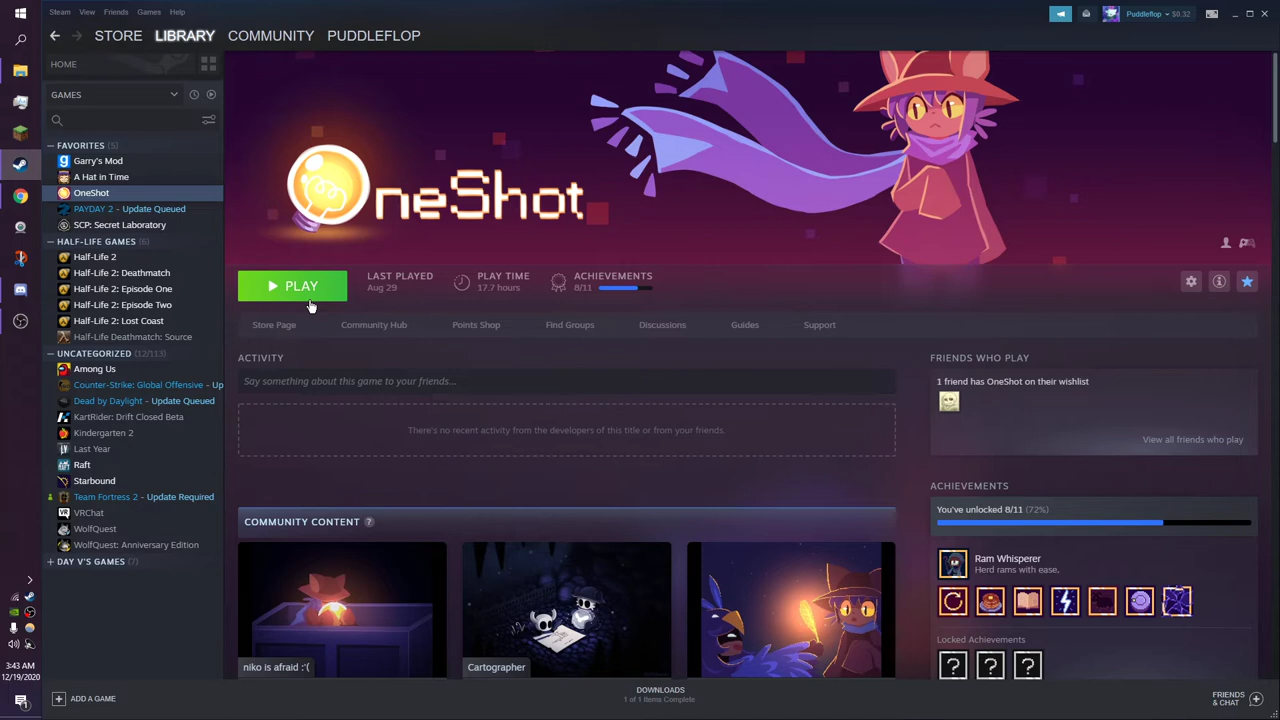 Steam View Friends Games Help
Puddleflop $0.32
STORE LIBRARY COMMUNITY PUDDLEFLOP
HOME
GAMES
FAVORITES (5)
Garry's Mod
A Hat in Time
OneShot
PAYDAY 2 - Update Queued
SCP: Secret Laboratory
HALF-LIFE GAMES (6)
Half-Life 2
Half-Life 2: Deathmatch
Half-Life 2: Episode One
Half-Life 2: Episode Two
Half-Life 2: Lost Coast
Half-Life Deathmatch: Source
UNCATEGORIZED (12/113)
Among Us
Counter-Strike: Global Offensive - Up
Dead by Daylight - Update Queued
KartRider: Drift Closed Beta
Kindergarten 2
Last Year
Raft
Starbound
Team Fortress 2 - Update Required
VRChat
WolfQuest
WolfQuest: Anniversary Edition
DAY V'S GAMES (7)
3:43 AM
12/19/2020
ADD A GAME
OneShot
PLAY
LAST PLAYED
Aug 29
PLAY TIME
17.7 hours
ACHIEVEMENTS
8/11
Store Page Community Hub Points Shop Find Groups Discussions Guides Support
ACTIVITY
Say something about this game to your friends...
There's no recent activity from the developers of this title or from your friends.
COMMUNITY CONTENT ?
niko is afraid :'(
Cartographer
FRIENDS WHO PLAY
1 friend has OneShot on their wishlist
View all friends who play
ACHIEVEMENTS
You've unlocked 8/11 (72%)
Ram Whisperer
Herd rams with ease.
Locked Achievements
? ? ?
DOWNLOADS
1 of 1 Items Complete
FRIENDS
& CHAT